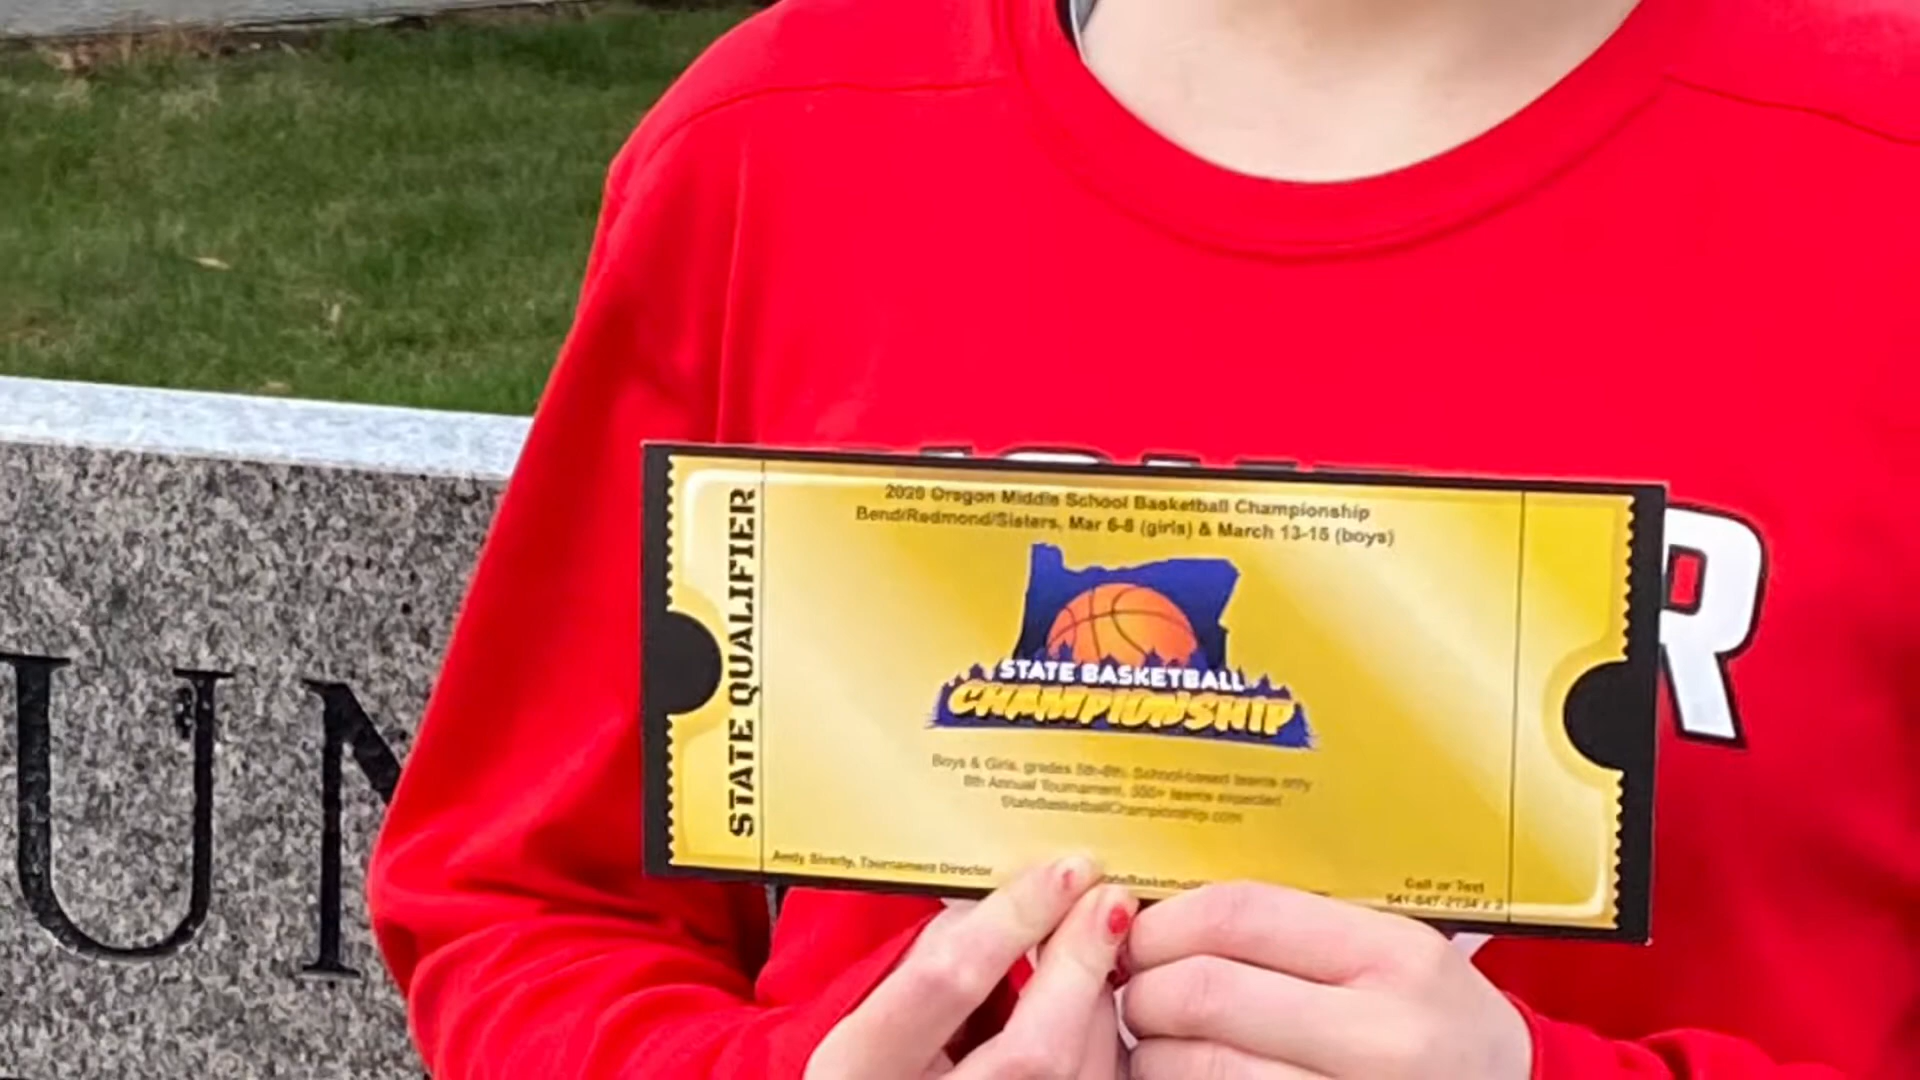 2020 Oregon Middle School Basketball Championship
Bend/Redmond/Sisters, Mar 6-8 (girls) & March 13-15 (boys)
STATE QUALIFIER
STATE BASKETBALL
CHAMPIONSHIP
Boys & Girls, grades 5th-8th. School-based teams only
8th Annual Tournament, teams expected
StateBasketballChampionship.com
Andy Tournament Director
Call or Text
R
UN